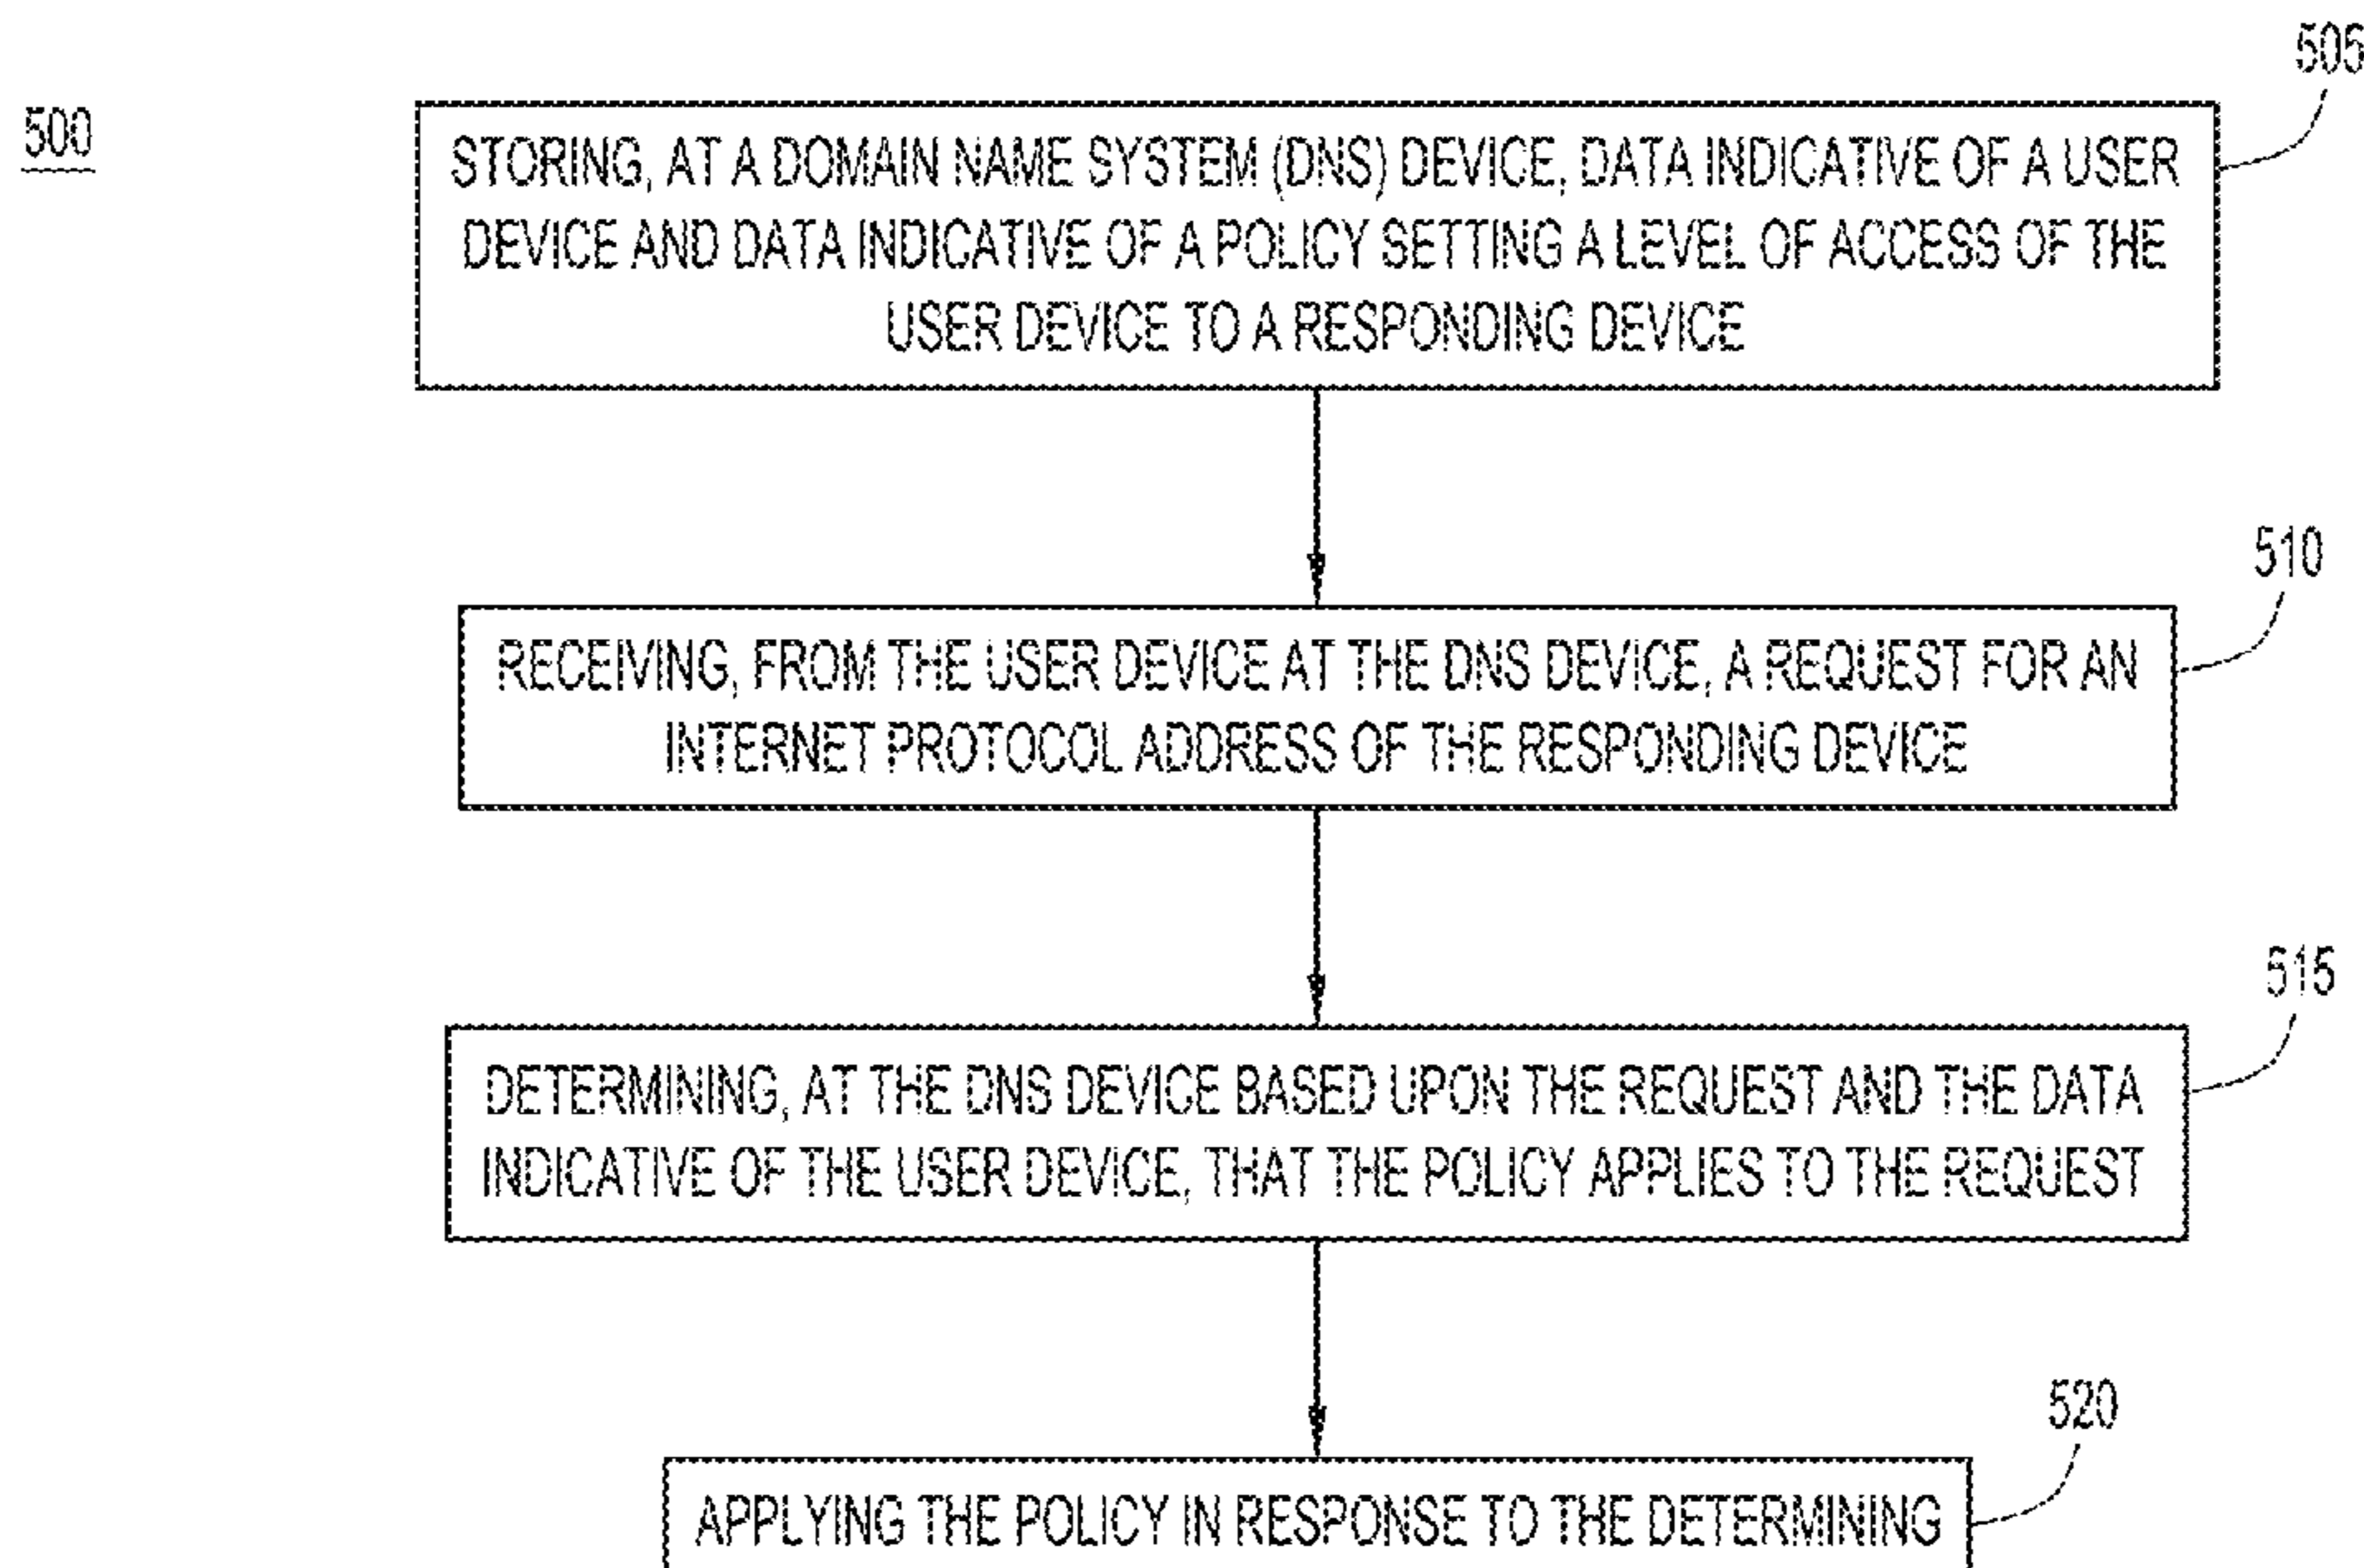 505
500
STORING, AT A DOMAIN NAME SYSTEM (DNS) DEVICE, DATA INDICATIVE OF A USER
DEVICE AND DATA INDICATIVE OF A POLICY SETTING A LEVEL OF ACCESS OF THE
USER DEVICE TO A RESPONDING DEVICE
510
RECEIVING, FROM THE USER DEVICE AT THE DNS DEVICE, A REQUEST FOR AN
INTERNET PROTOCOL ADDRESS OF THE RESPONDING DEVICE
515
DETERMINING, AT THE DNS DEVICE BASED UPON THE REQUEST AND THE DATA
INDICATIVE OF THE USER DEVICE, THAT THE POLICY APPLIES TO THE REQUEST
520
APPLYING THE POLICY IN RESPONSE TO THE DETERMINING